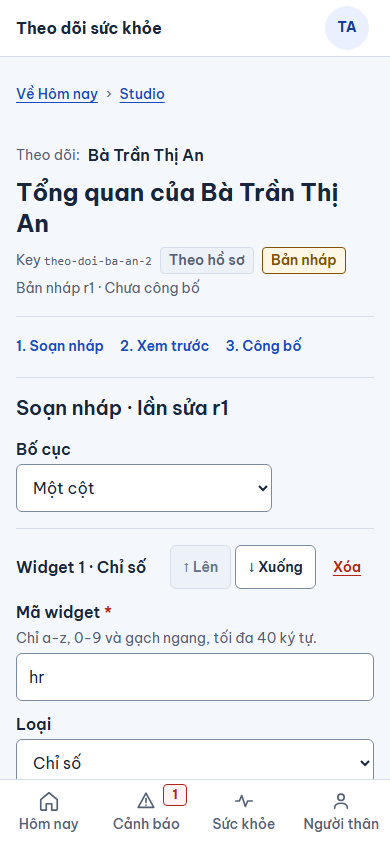 Theo dõi sức khỏe
TA
Về Hôm nay › Studio
Theo dõi: Bà Trần Thị An
Tổng quan của Bà Trần Thị
An
Key theo-doi-ba-an-2 Theo hồ sơ Bản nháp
Bản nháp r1 · Chưa công bố
1. Soạn nháp 2. Xem trước 3. Công bố
Soạn nháp · lần sửa r1
Bố cục
Một cột
Widget 1 · Chỉ số ↑ Lên ↓ Xuống Xóa
Mã widget *
Chỉ a-z, 0-9 và gạch ngang, tối đa 40 ký tự.
hr
Loại
Chỉ số
1
Hôm nay Cảnh báo Sức khỏe Người thân